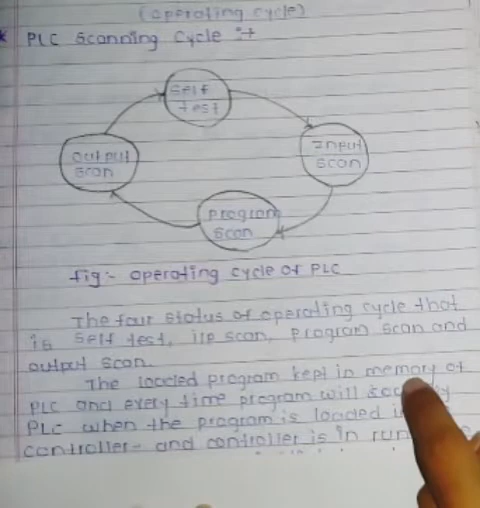 (operating cycle)
* PLC Scanning Cycle :+
Self
test
Input
scan
Program
scan
output
scan
fig:- operating cycle of PLC
The four status of operating cycle that
is self test, i/p scan, program scan and
output scan.
The loaded program kept in memory of
PLC and every time program will
PLC when the program is loaded
controller- and controller is in run